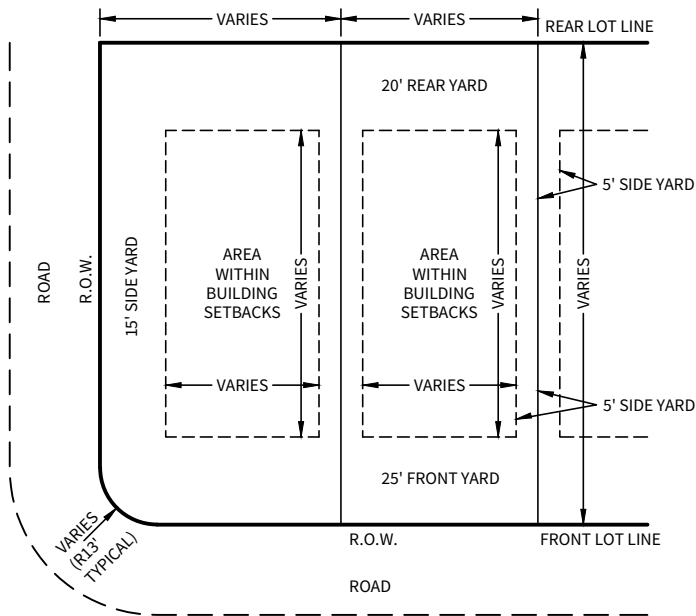 VARIES
VARIES
REAR LOT LINE
20' REAR YARD
5' SIDE YARD
ROAD
R.O.W.
15' SIDE YARD
AREA
WITHIN
BUILDING
SETBACKS
VARIES
AREA
WITHIN
BUILDING
SETBACKS
VARIES
VARIES
VARIES
VARIES
5' SIDE YARD
25' FRONT YARD
VARIES
(R13'
TYPICAL)
R.O.W.
FRONT LOT LINE
ROAD